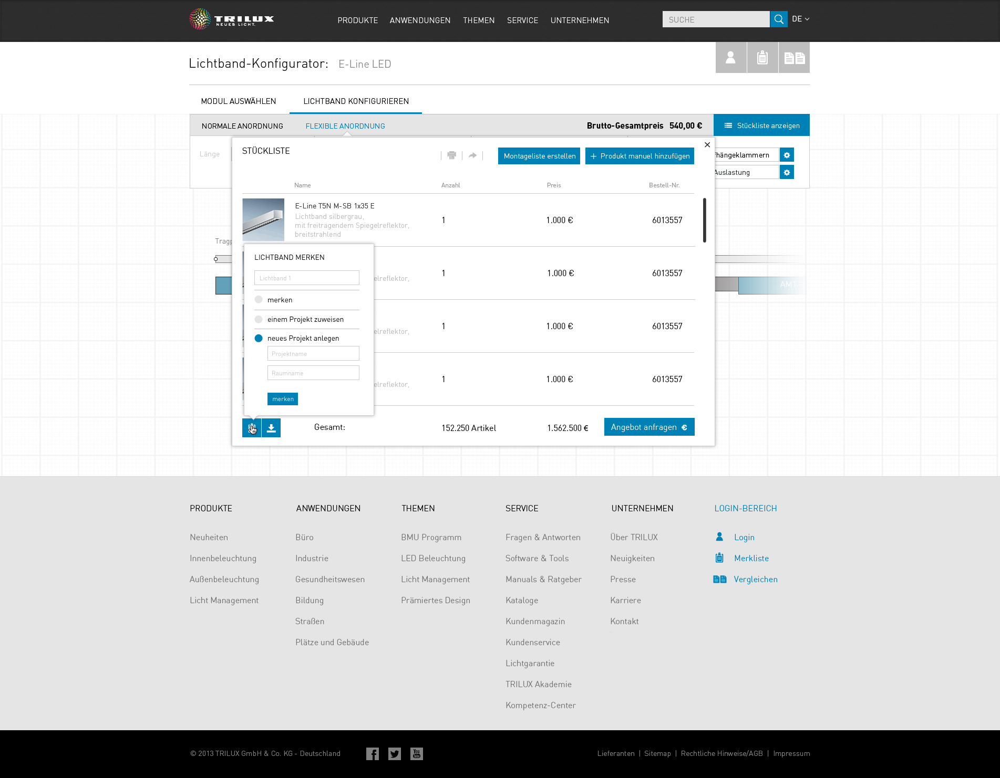 TRILUX
NEUES LICHT.
PRODUKTE ANWENDUNGEN THEMEN SERVICE UNTERNEHMEN
SUCHE
DE
Lichtband-Konfigurator: E-Line LED
MODUL AUSWÄHLEN LICHTBAND KONFIGURIEREN
NORMALE ANORDNUNG FLEXIBLE ANORDNUNG Brutto-Gesamtpreis 540,00 € Stückliste anzeigen
Länge
fhängeklammern
Auslastung
STÜCKLISTE
Montageliste erstellen
+ Produkt manuel hinzufügen
Name Anzahl Preis Bestell-Nr.
E-Line T5N M-SB 1x35 E
Lichtband silbergrau,
mit freitragendem Spiegelreflektor,
breitstrahlend
1 1.000 € 6013557
Tragp
AM1
LICHTBAND MERKEN
Lichtband 1
merken
einem Projekt zuweisen
neues Projekt anlegen
Projektname
Raumname
merken
elreflektor,
1 1.000 € 6013557
elreflektor,
1 1.000 € 6013557
elreflektor,
1 1.000 € 6013557
Gesamt: 152.250 Artikel 1.562.500 € Angebot anfragen €
PRODUKTE
Neuheiten
Innenbeleuchtung
Außenbeleuchtung
Licht Management
ANWENDUNGEN
Büro
Industrie
Gesundheitswesen
Bildung
Straßen
Plätze und Gebäude
THEMEN
BMU Programm
LED Beleuchtung
Licht Management
Prämiertes Design
SERVICE
Fragen & Antworten
Software & Tools
Manuals & Ratgeber
Kataloge
Kundenmagazin
Kundenservice
Lichtgarantie
TRILUX Akademie
Kompetenz-Center
UNTERNEHMEN
Über TRILUX
Neuigkeiten
Presse
Karriere
Kontakt
LOGIN-BEREICH
Login
Merkliste
Vergleichen
© 2013 TRILUX GmbH & Co. KG - Deutschland
You
Tube
Lieferanten | Sitemap | Rechtliche Hinweise/AGB | Impressum